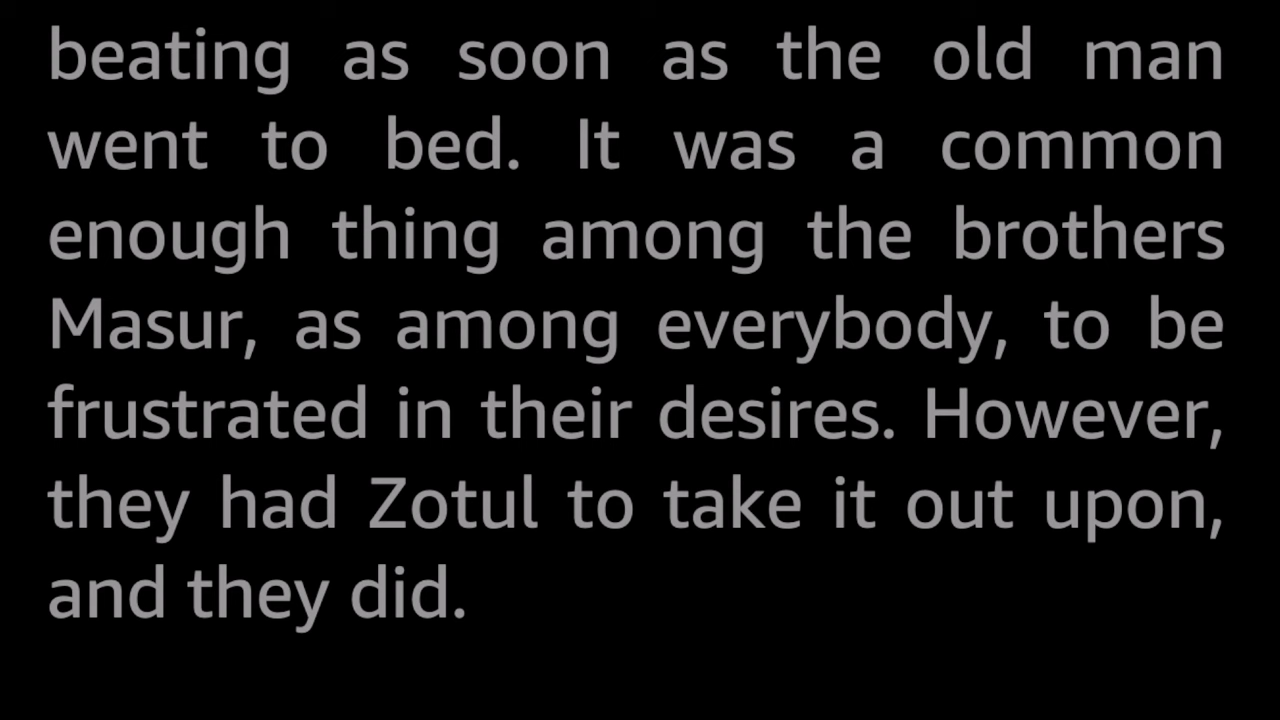 beating as soon as the old man
went to bed. It was a common
enough thing among the brothers
Masur, as among everybody, to be
frustrated in their desires. However,
they had Zotul to take it out upon,
and they did.